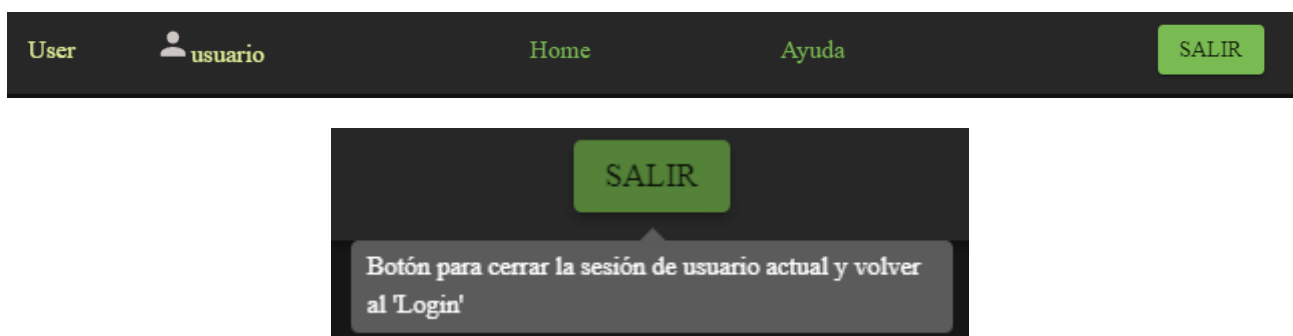 User usuario Home Ayuda SALIR
SALIR
Botón para cerrar la sesión de usuario actual y volver
al 'Login'